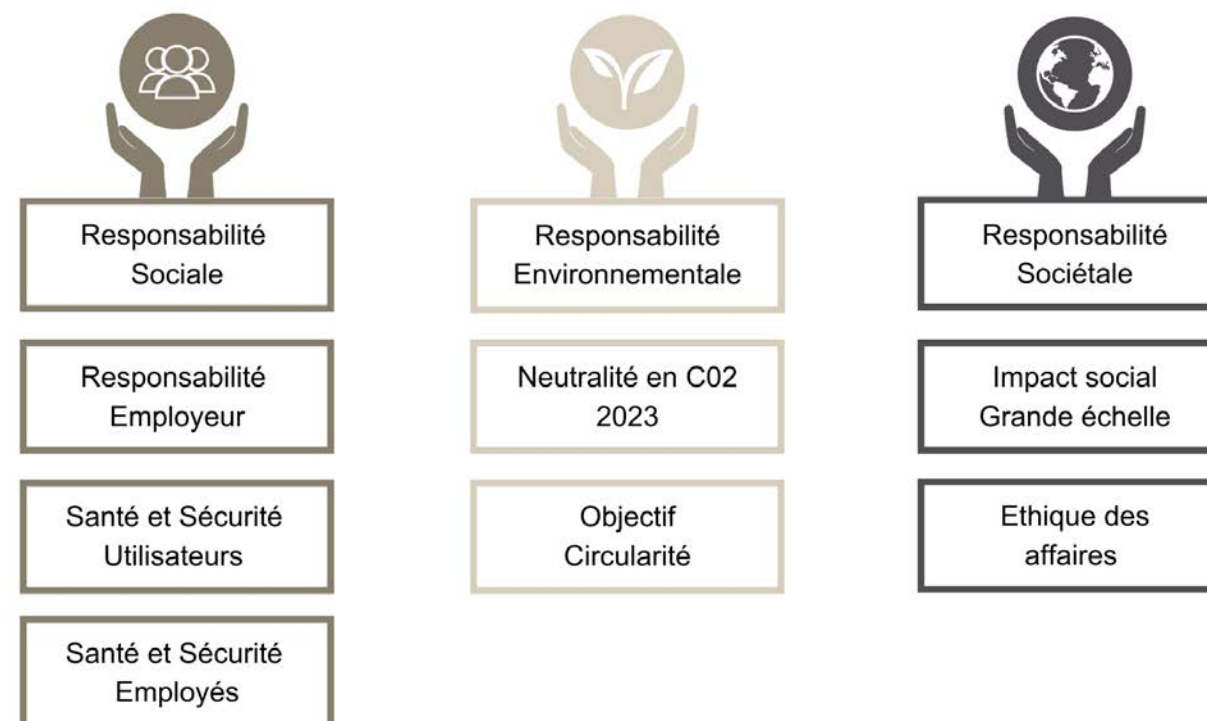 Responsabilité
Sociale
Responsabilité
Employeur
Santé et Sécurité
Utilisateurs
Santé et Sécurité
Employés
Responsabilité
Environnementale
Neutralité en C02
2023
Objectif
Circularité
Responsabilité
Sociétale
Impact social
Grande échelle
Ethique des
affaires